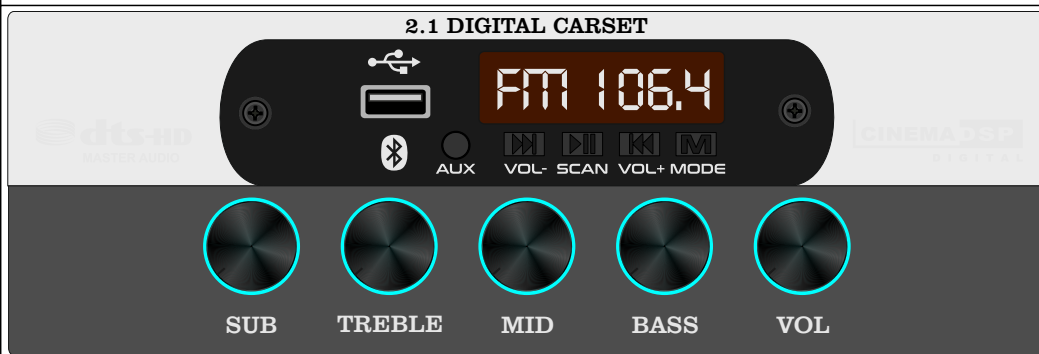 2.1 DIGITAL CARSET
FM 106.4
dts-HD
MASTER AUDIO
CINEMA DSP
DIGITAL
M
AUX VOL- SCAN VOL+ MODE
SUB TREBLE MID BASS VOL